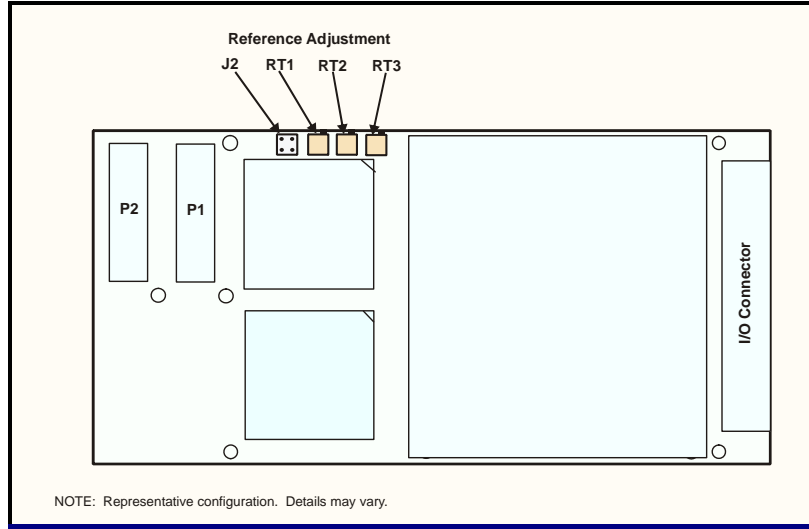 Reference Adjustment
J2 RT1 RT2 RT3
P2 P1
I/O Connector
NOTE: Representative configuration. Details may vary.